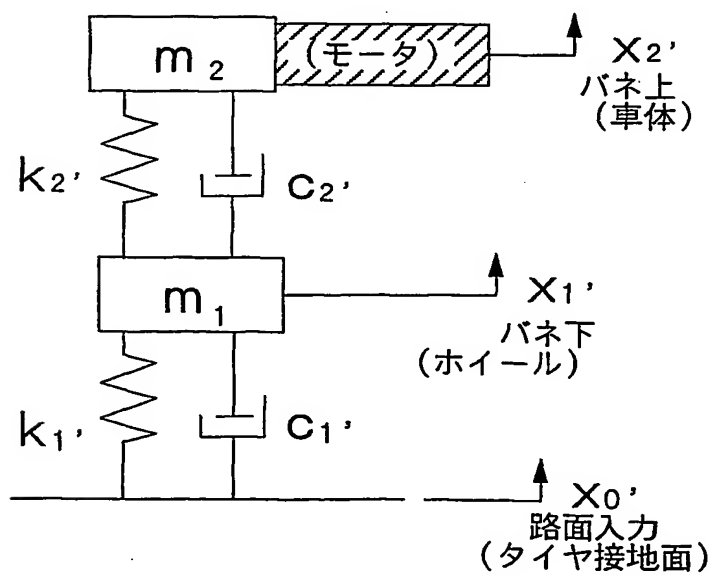 m₂
(モータ)
x₂'
バネ上
(車体)
k₂'
c₂'
m₁
x₁'
バネ下
(ホイール)
k₁'
c₁'
x₀'
路面入力
(タイヤ接地面)